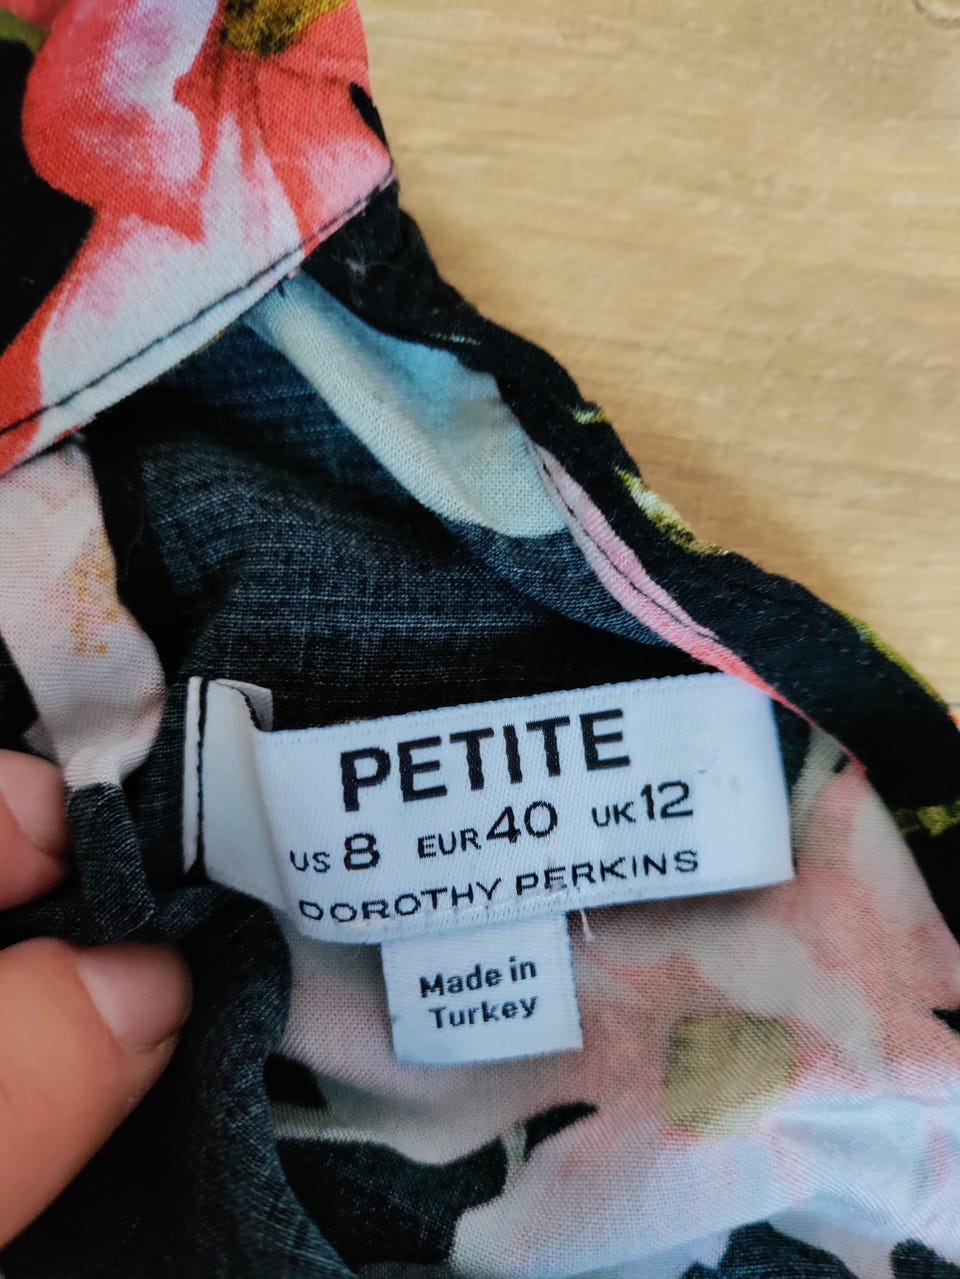 PETITE
US 8 EUR 40 UK 12
DOROTHY PERKINS
Made in
Turkey